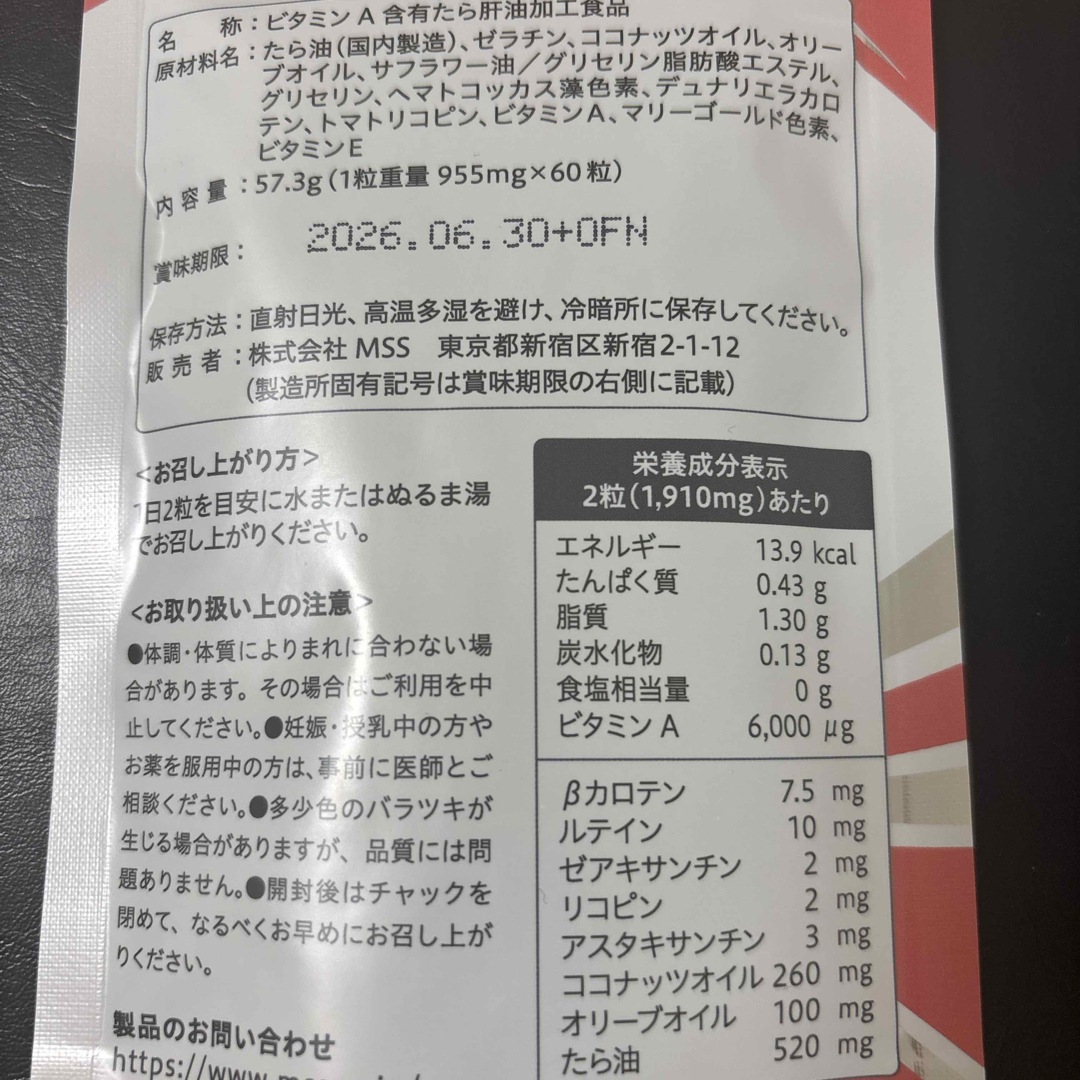 名　称：ビタミンA含有たら肝油加工食品
原材料名：たら油(国内製造)、ゼラチン、ココナッツオイル、オリー
ブオイル、サフラワー油／グリセリン脂肪酸エステル、
グリセリン、ヘマトコッカス藻色素、デュナリエラカロ
テン、トマトリコピン、ビタミンA、マリーゴールド色素、
ビタミンE
内容量：57.3g(1粒重量 955mg×60粒)
賞味期限：2026.06.30+OFN
保存方法：直射日光、高温多湿を避け、冷暗所に保存してください。
販売者：株式会社 MSS　東京都新宿区新宿2-1-12
(製造所固有記号は賞味期限の右側に記載)
<お召し上がり方>
1日2粒を目安に水またはぬるま湯
でお召し上がりください。
<お取り扱い上の注意>
●体調・体質によりまれに合わない場
合があります。その場合はご利用を中
止してください。●妊娠・授乳中の方や
お薬を服用中の方は、事前に医師とご
相談ください。●多少色のバラツキが
生じる場合がありますが、品質には問
題ありません。●開封後はチャックを
閉めて、なるべくお早めにお召し上が
りください。
製品のお問い合わせ
https://www.
栄養成分表示
2粒(1,910mg)あたり
エネルギー 13.9 kcal
たんぱく質 0.43 g
脂質 1.30 g
炭水化物 0.13 g
食塩相当量 0 g
ビタミンA 6,000 μg
βカロテン 7.5 mg
ルテイン 10 mg
ゼアキサンチン 2 mg
リコピン 2 mg
アスタキサンチン 3 mg
ココナッツオイル 260 mg
オリーブオイル 100 mg
たら油 520 mg